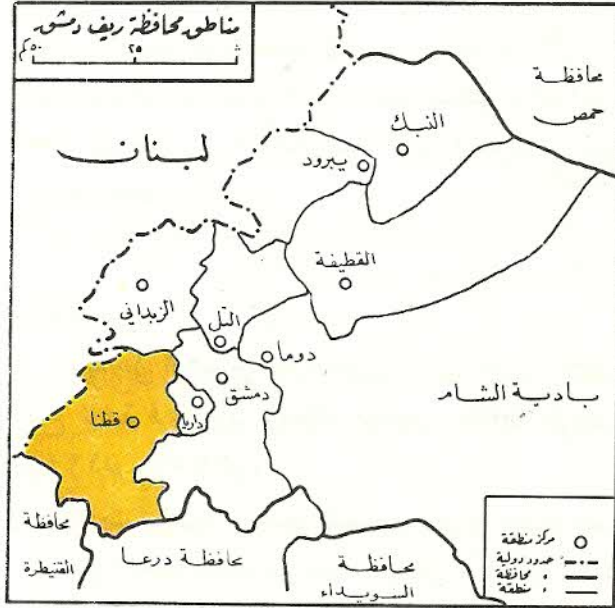 مناطق محافظة ريف دمشق
٥٠كم ٢٥ ٠
محافظة
حمص
النبك
يبرود
لبنان
القطيفة
الزبداني
التل
دوما
دمشق
داريا
قطنا
بادية الشام
محافظة
القنيطرة
محافظة درعا
محافظة
السويداء
مركز منطقة
حدود دولية
" محافظة
" منطقة